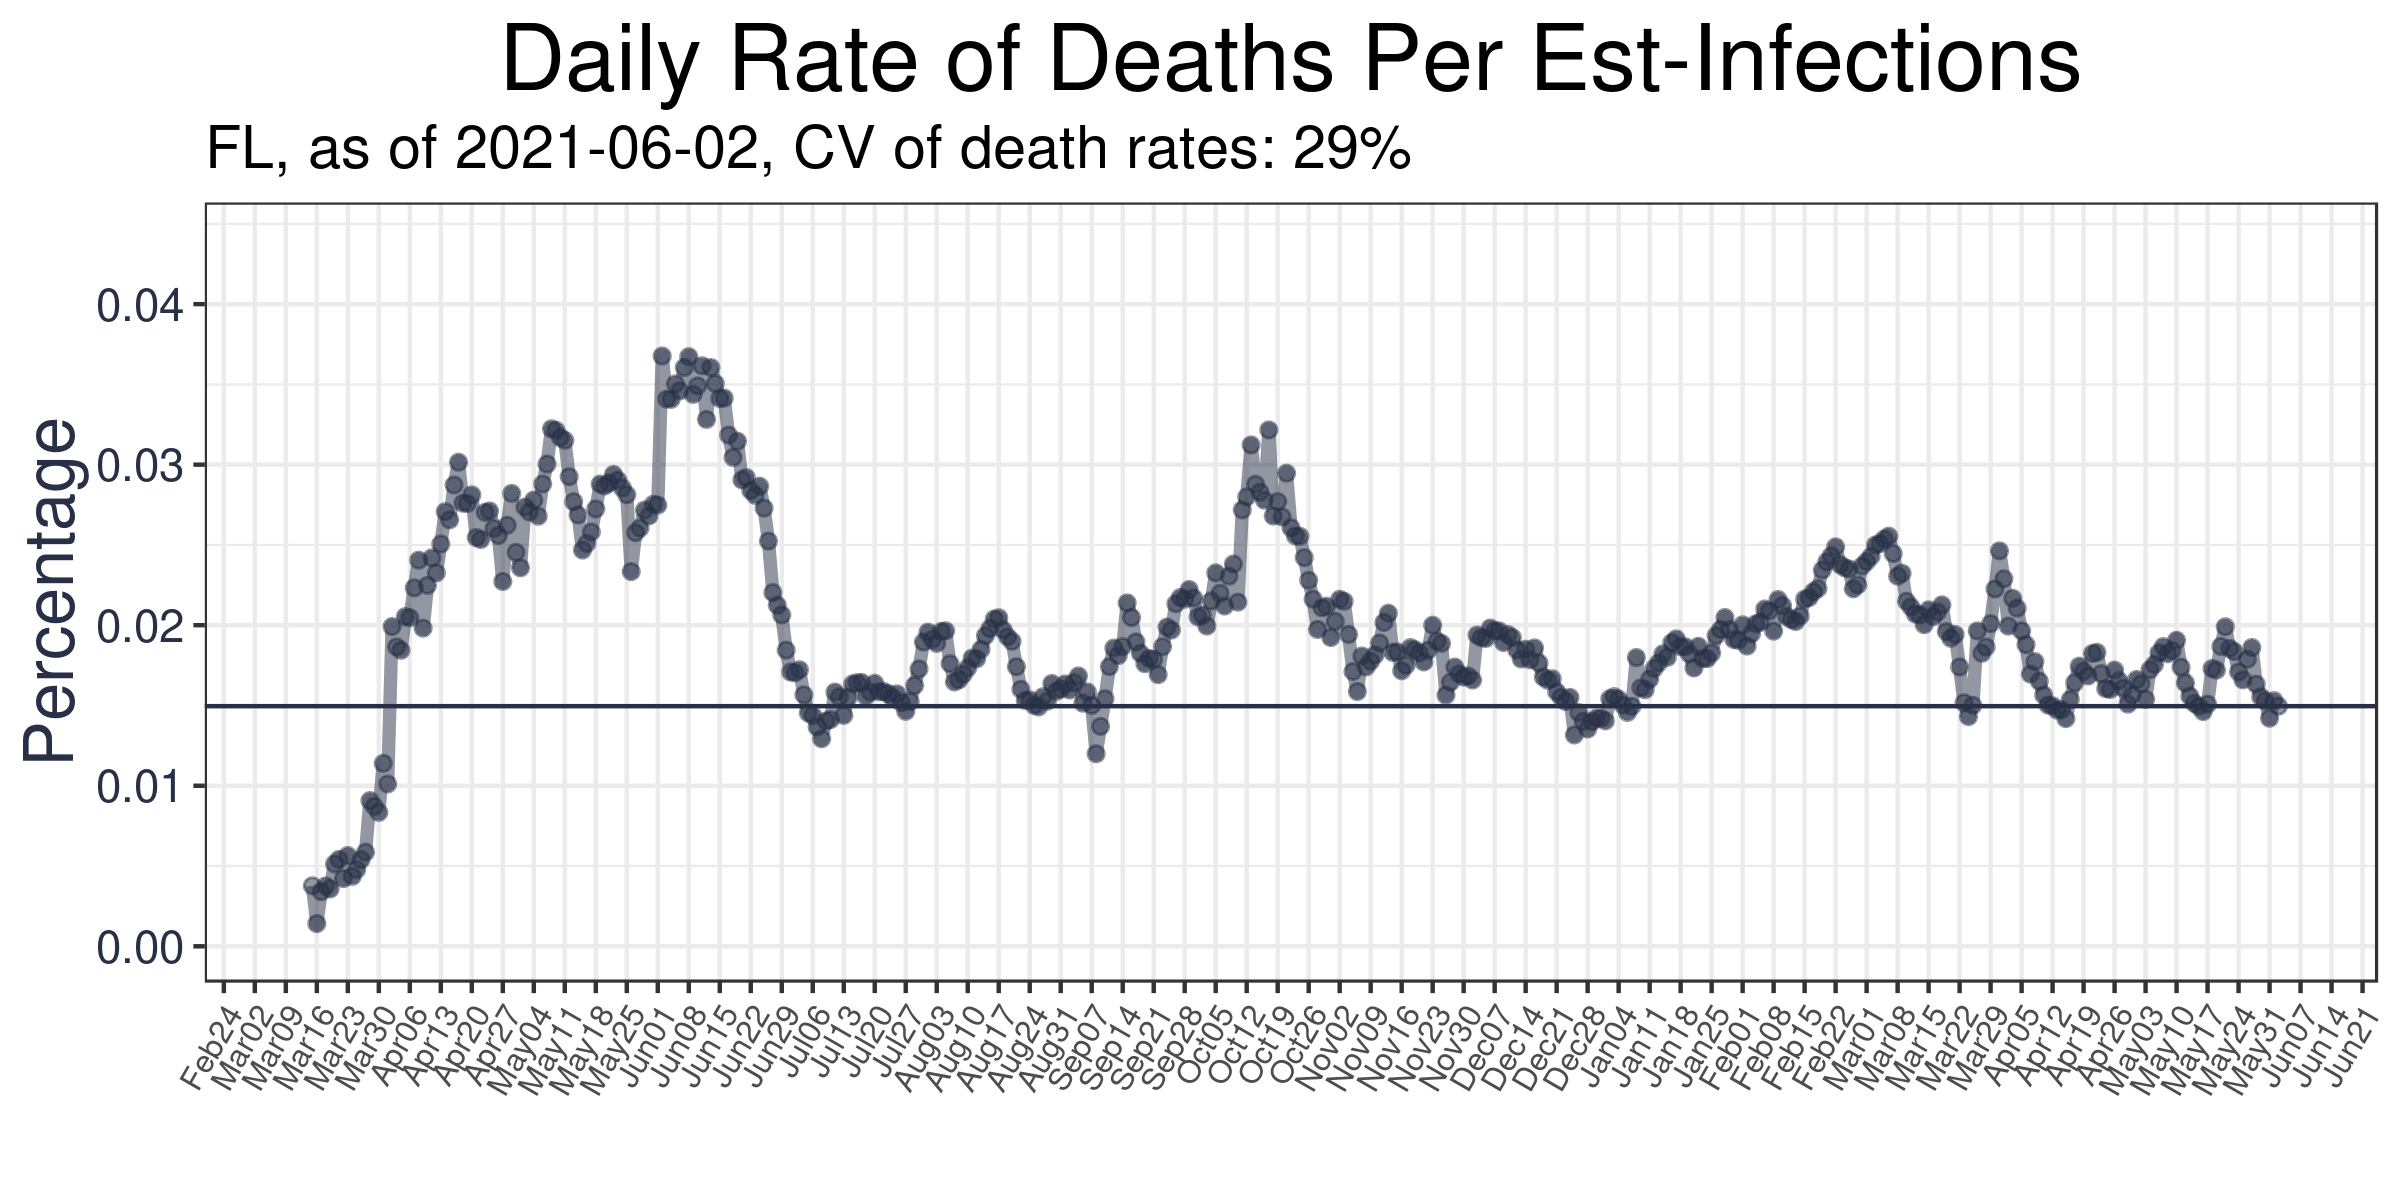 Daily Rate of Deaths Per Est-Infections
FL, as of 2021-06-02, CV of death rates: 29%
Percentage
0.04
0.03
0.02
0.01
0.00
Feb24
Mar02
Mar09
Mar16
Mar23
Mar30
Apr06
Apr13
Apr20
Apr27
May04
May11
May18
May25
Jun01
Jun08
Jun15
Jun22
Jun29
Jul06
Jul13
Jul20
Jul27
Aug03
Aug10
Aug17
Aug24
Aug31
Sep07
Sep14
Sep21
Sep28
Oct05
Oct12
Oct19
Oct26
Nov02
Nov09
Nov16
Nov23
Nov30
Dec07
Dec14
Dec21
Dec28
Jan04
Jan11
Jan18
Jan25
Feb01
Feb08
Feb15
Feb22
Mar01
Mar08
Mar15
Mar22
Mar29
Apr05
Apr12
Apr19
Apr26
May03
May10
May17
May24
May31
Jun07
Jun14
Jun21